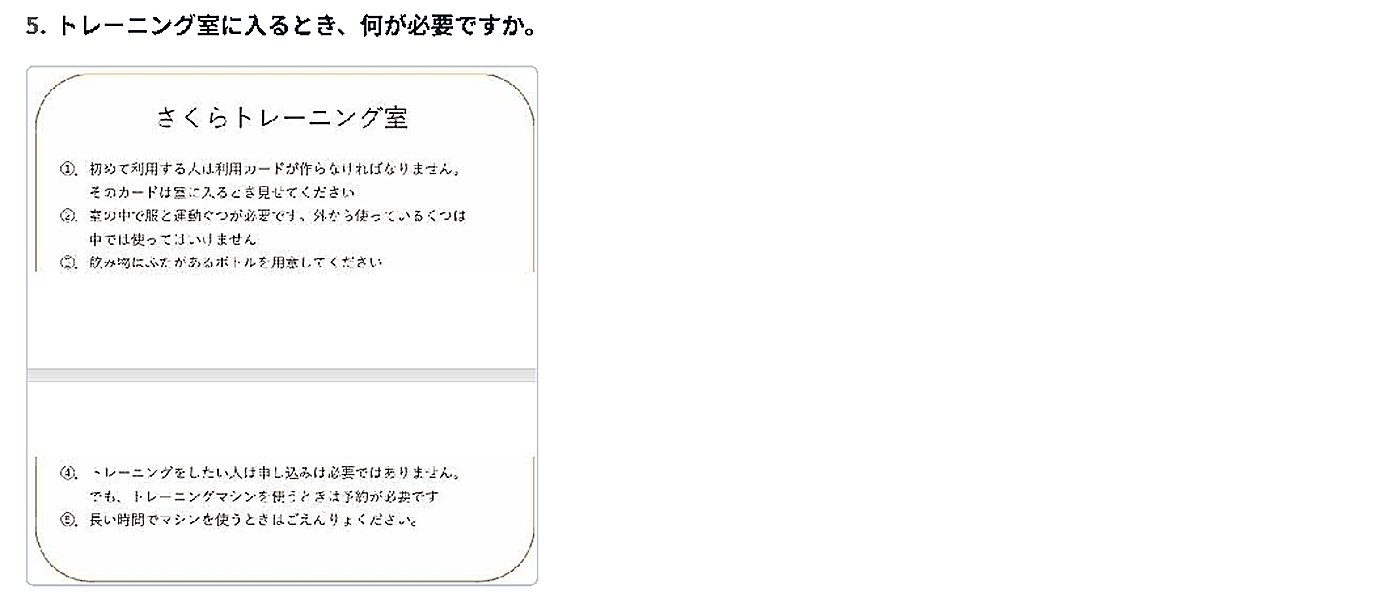 5. トレーニング室に入るとき、何が必要ですか。
さくらトレーニング室
①. 初めて利用する人は利用カードが作らなければなりません。
そのカードは室に入るとき見せてください
②. 室の中で服と運動ぐつが必要です、外から使っているくつは
中では使ってはいけません
③. 飲み物はふたがあるボトルを用意してください
④. トレーニングをしたい人は申し込みは必要ではありません。
でも、トレーニングマシンを使うときは予約が必要です
⑤. 長い時間でマシンを使うときはごえんりょください。